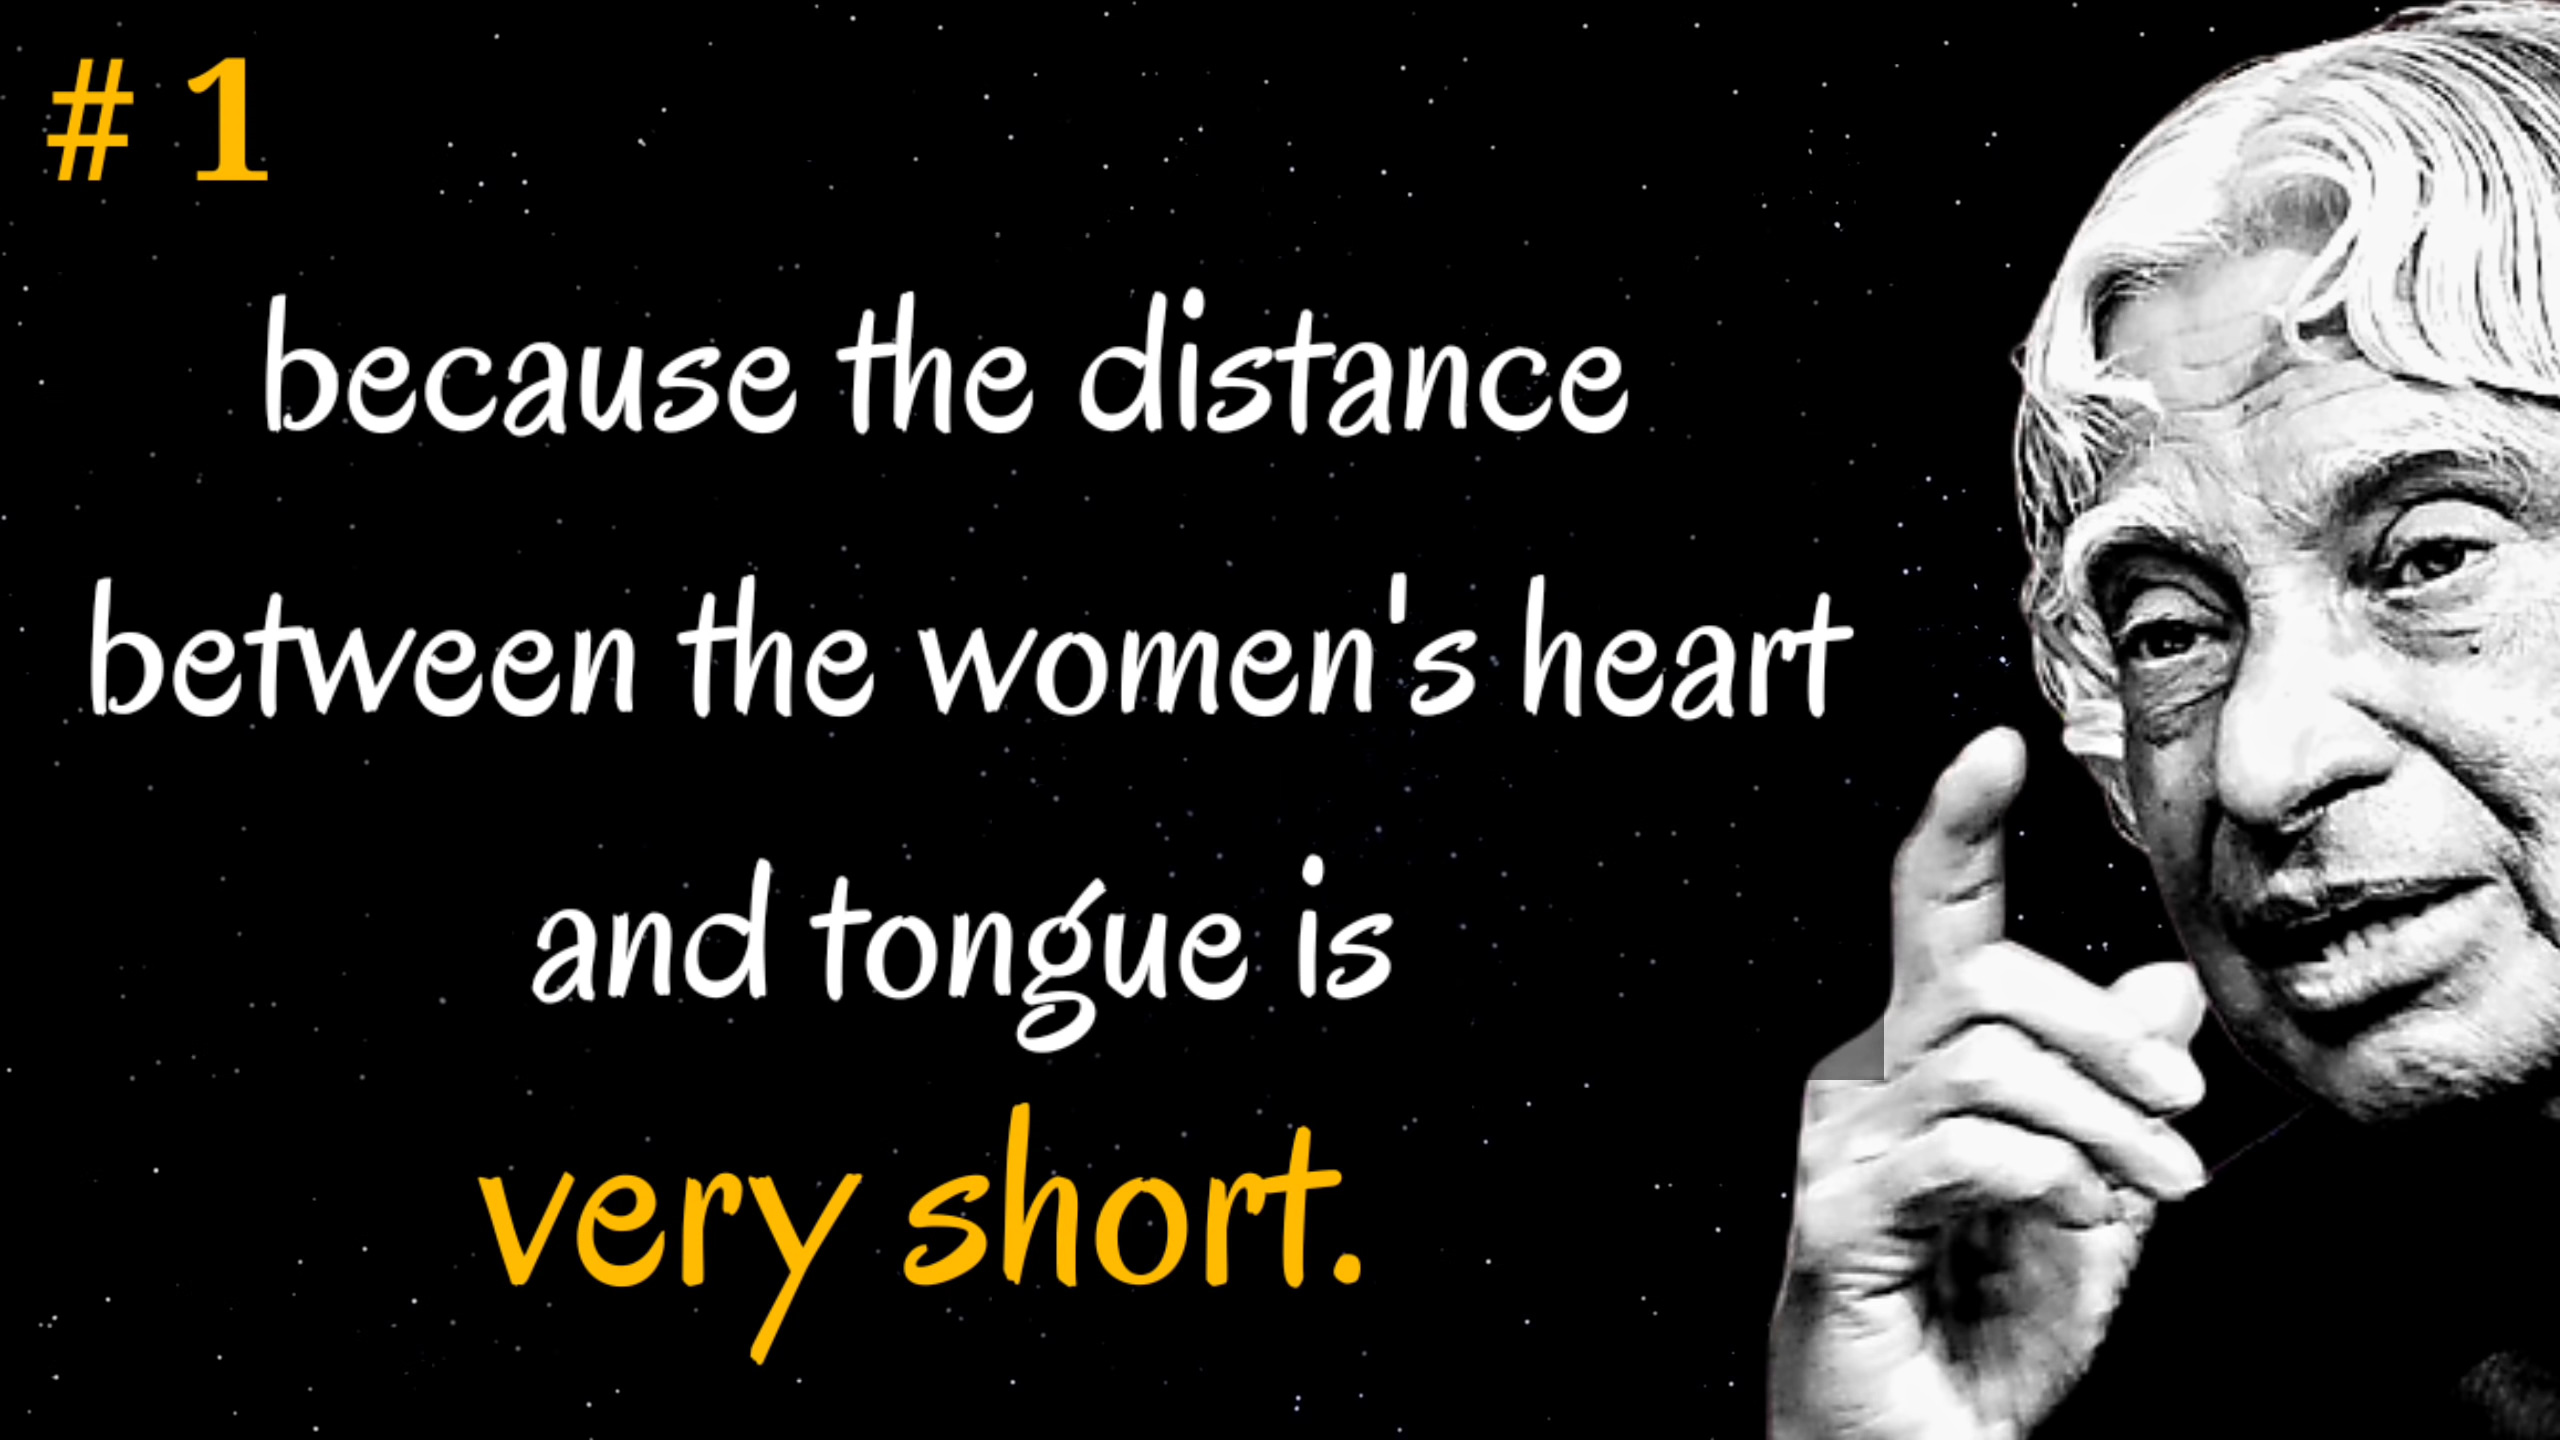 # 1
because the distance
between the women's heart
and tongue is
very short.